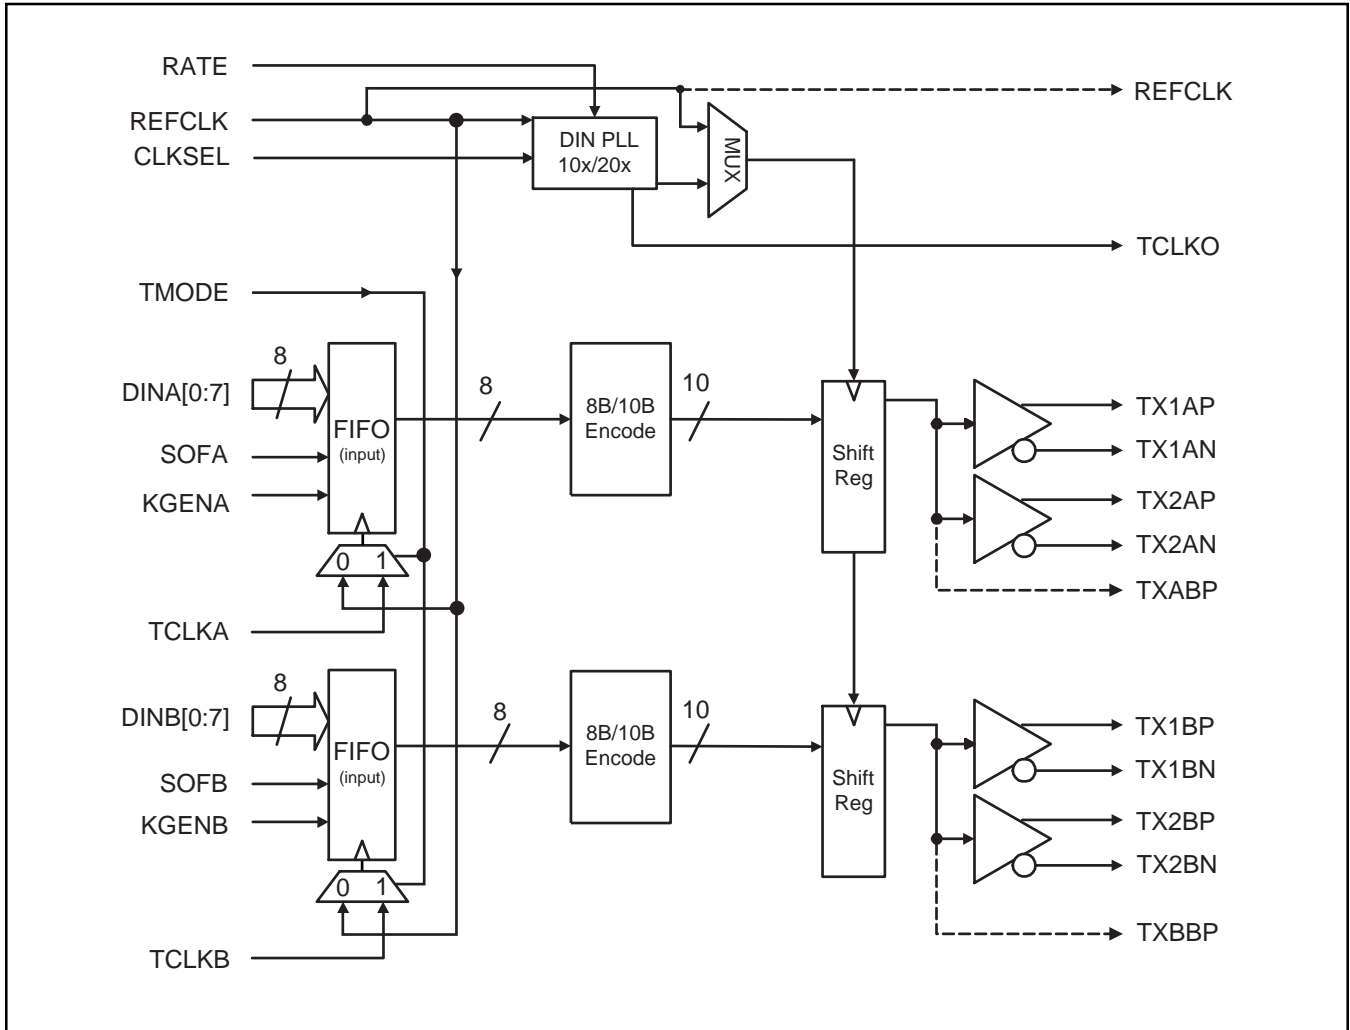 RATE
REFCLK
REFCLK
CLKSEL
DIN PLL
10x/20x
MUX
TCLKO
TMODE
8
DINA[0:7]
FIFO
(input)
8
8B/10B
Encode
10
Shift
Reg
TX1AP
TX1AN
SOFA
KGENA
TX2AP
TX2AN
0 1
TXABP
TCLKA
8
DINB[0:7]
FIFO
(input)
8
8B/10B
Encode
10
Shift
Reg
TX1BP
TX1BN
SOFB
KGENB
TX2BP
TX2BN
0 1
TXBBP
TCLKB